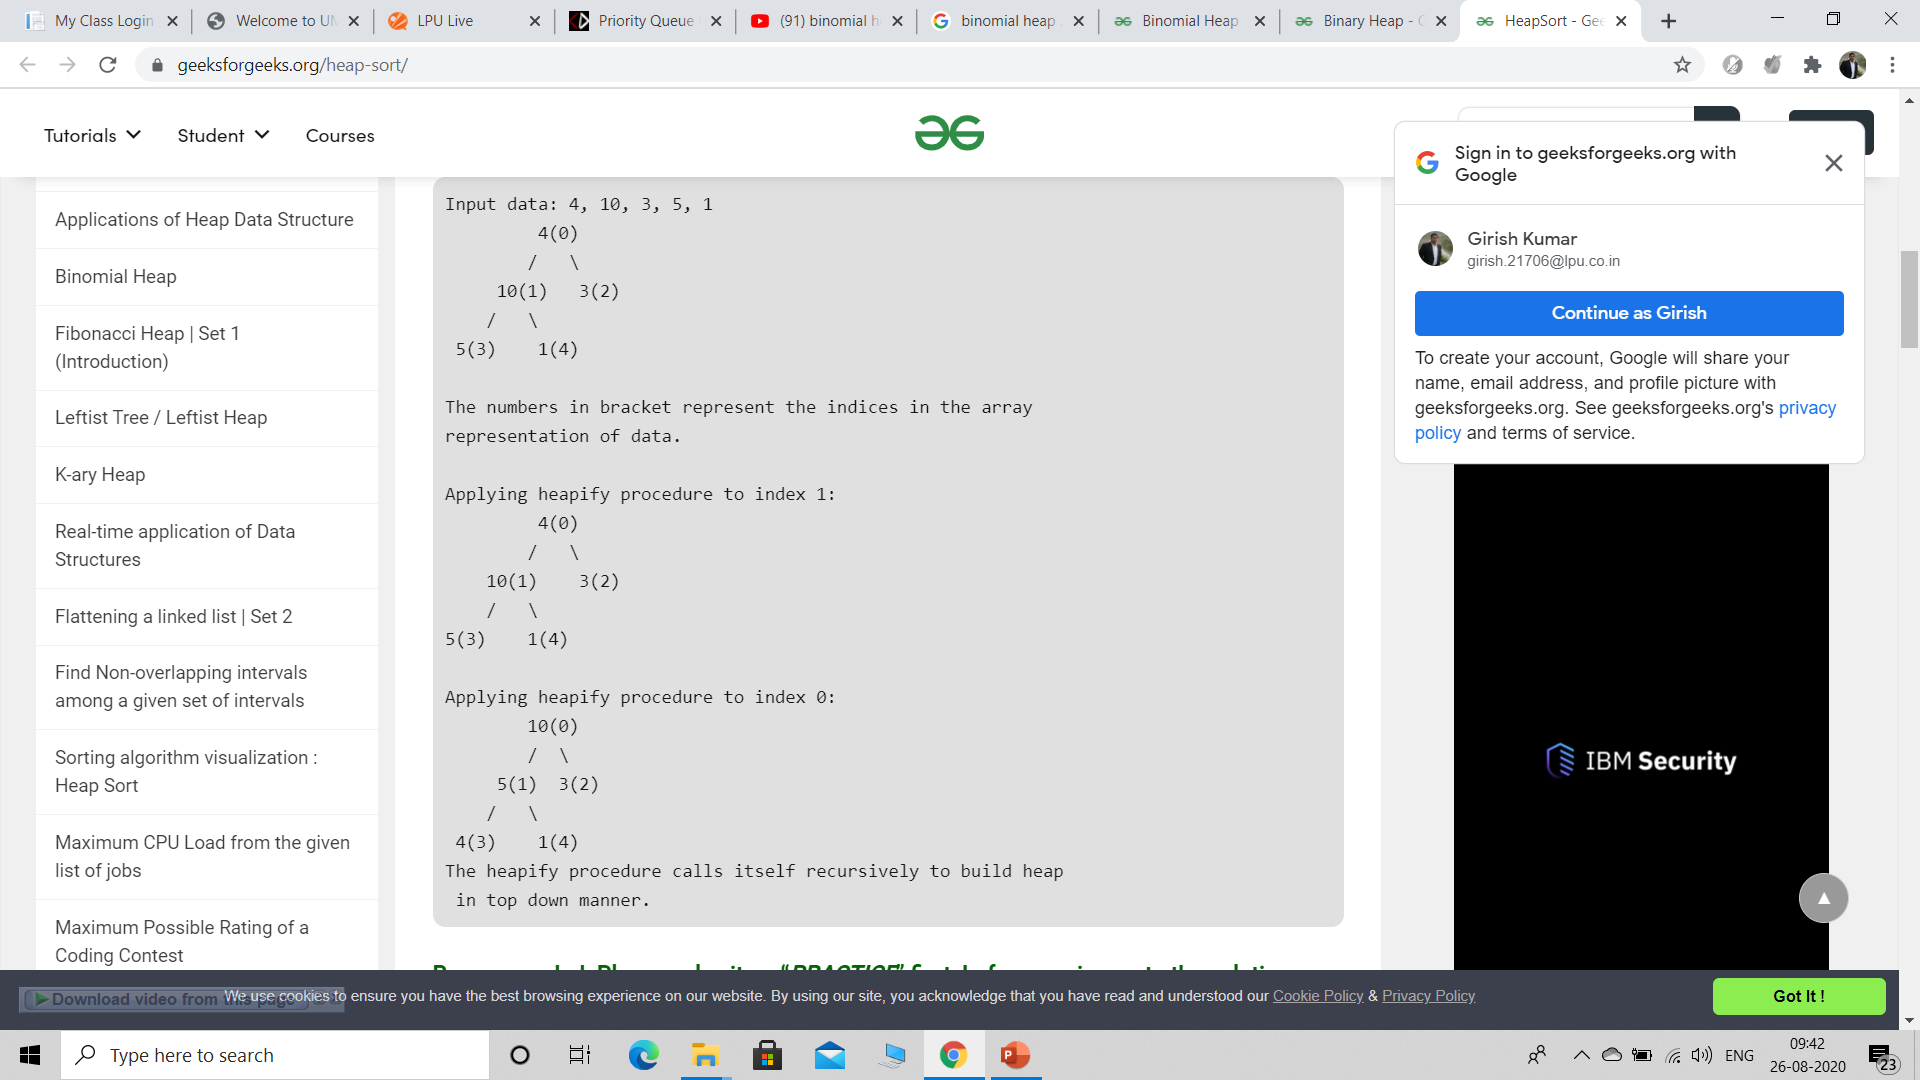 My Class Login
Welcome to UM
LPU Live
Priority Queue
(91) binomial h
binomial heap
Binomial Heap
Binary Heap - G
HeapSort - Gee
geeksforgeeks.org/heap-sort/
Tutorials
Student
Courses
Applications of Heap Data Structure
Binomial Heap
Fibonacci Heap | Set 1
(Introduction)
Leftist Tree / Leftist Heap
K-ary Heap
Real-time application of Data
Structures
Flattening a linked list | Set 2
Find Non-overlapping intervals
among a given set of intervals
Sorting algorithm visualization :
Heap Sort
Maximum CPU Load from the given
list of jobs
Maximum Possible Rating of a
Coding Contest
Input data: 4, 10, 3, 5, 1
4(0)
/ \
10(1) 3(2)
/ \
5(3) 1(4)
The numbers in bracket represent the indices in the array
representation of data.
Applying heapify procedure to index 1:
4(0)
/ \
10(1) 3(2)
/ \
5(3) 1(4)
Applying heapify procedure to index 0:
10(0)
/ \
5(1) 3(2)
/ \
4(3) 1(4)
The heapify procedure calls itself recursively to build heap
in top down manner.
Sign in to geeksforgeeks.org with
Google
Girish Kumar
girish.21706@lpu.co.in
Continue as Girish
To create your account, Google will share your
name, email address, and profile picture with
geeksforgeeks.org. See geeksforgeeks.org's privacy
policy and terms of service.
IBM Security
Download video from this page
We use cookies to ensure you have the best browsing experience on our website. By using our site, you acknowledge that you have read and understood our Cookie Policy & Privacy Policy
Got It !
Type here to search
P
ENG
09:42
26-08-2020
23